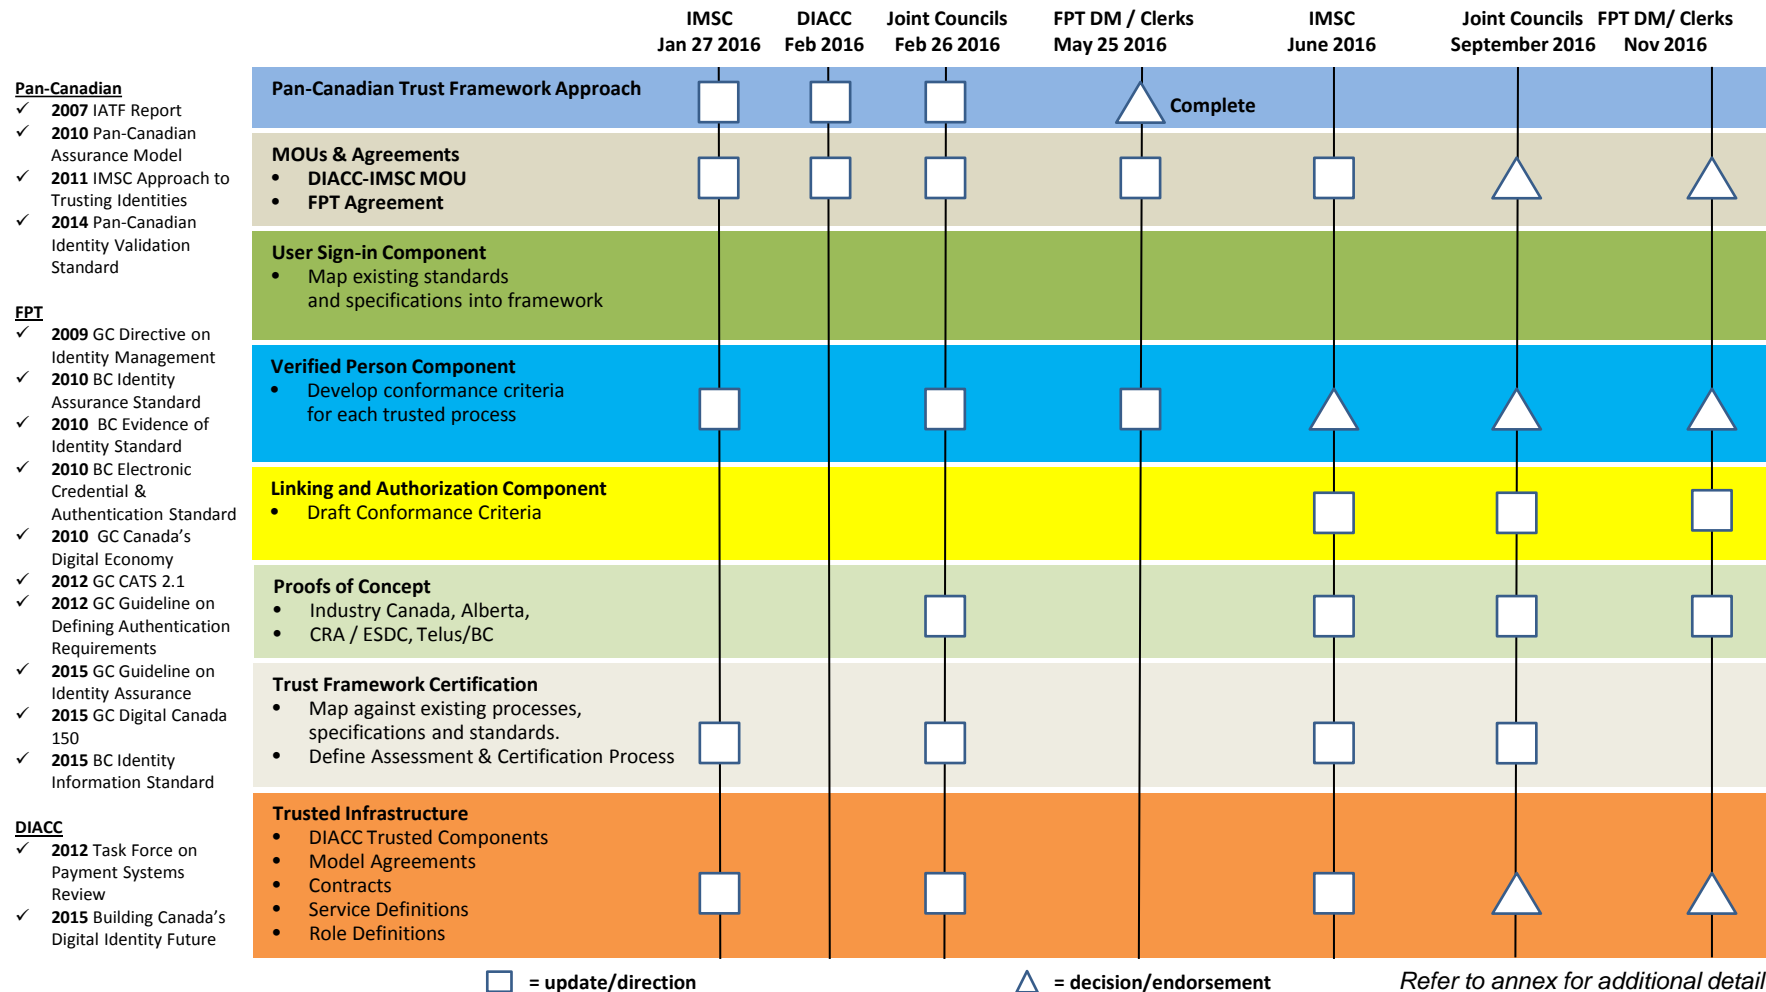 IMSC
Jan 27 2016
DIACC
Feb 2016
Joint Councils
Feb 26 2016
FPT DM / Clerks
May 25 2016
IMSC
June 2016
Joint Councils
September 2016
FPT DM/ Clerks
Nov 2016
Pan-Canadian
✓ 2007 IATF Report
✓ 2010 Pan-Canadian
Assurance Model
✓ 2011 IMSC Approach to
Trusting Identities
✓ 2014 Pan-Canadian
Identity Validation
Standard
FPT
✓ 2009 GC Directive on
Identity Management
✓ 2010 BC Identity
Assurance Standard
✓ 2010 BC Evidence of
Identity Standard
✓ 2010 BC Electronic
Credential &
Authentication Standard
✓ 2010 GC Canada’s
Digital Economy
✓ 2012 GC CATS 2.1
✓ 2012 GC Guideline on
Defining Authentication
Requirements
✓ 2015 GC Guideline on
Identity Assurance
✓ 2015 GC Digital Canada
150
✓ 2015 BC Identity
Information Standard
DIACC
✓ 2012 Task Force on
Payment Systems
Review
✓ 2015 Building Canada’s
Digital Identity Future
Pan-Canadian Trust Framework Approach
Complete
MOUs & Agreements
• DIACC-IMSC MOU
• FPT Agreement
User Sign-in Component
• Map existing standards
and specifications into framework
Verified Person Component
• Develop conformance criteria
for each trusted process
Linking and Authorization Component
• Draft Conformance Criteria
Proofs of Concept
• Industry Canada, Alberta,
• CRA / ESDC, Telus/BC
Trust Framework Certification
• Map against existing processes,
specifications and standards.
• Define Assessment & Certification Process
Trusted Infrastructure
• DIACC Trusted Components
• Model Agreements
• Contracts
• Service Definitions
• Role Definitions
= update/direction
= decision/endorsement
Refer to annex for additional detail